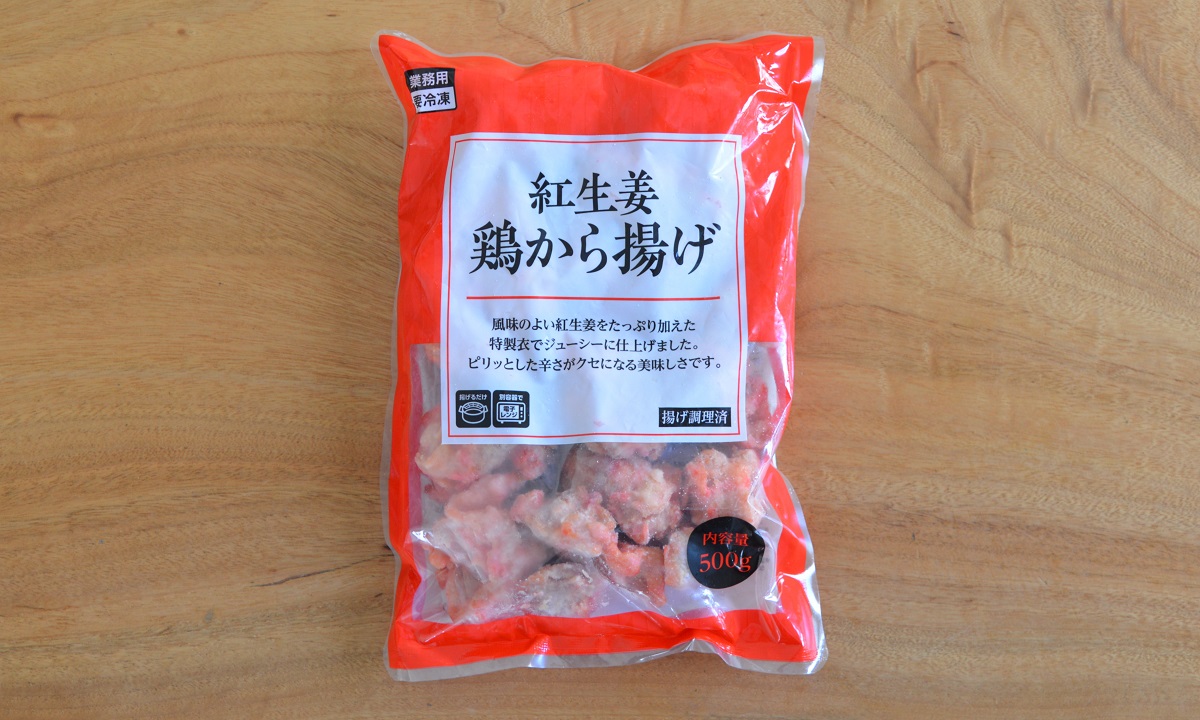 業務用
要冷凍
紅生姜
鶏から揚げ
風味のよい紅生姜をたっぷり加えた
特製衣でジューシーに仕上げました。
ピリッとした辛さがクセになる美味しさです。
揚げるだけ
別容器で
電子
レンジ
揚げ調理済
内容量
500g